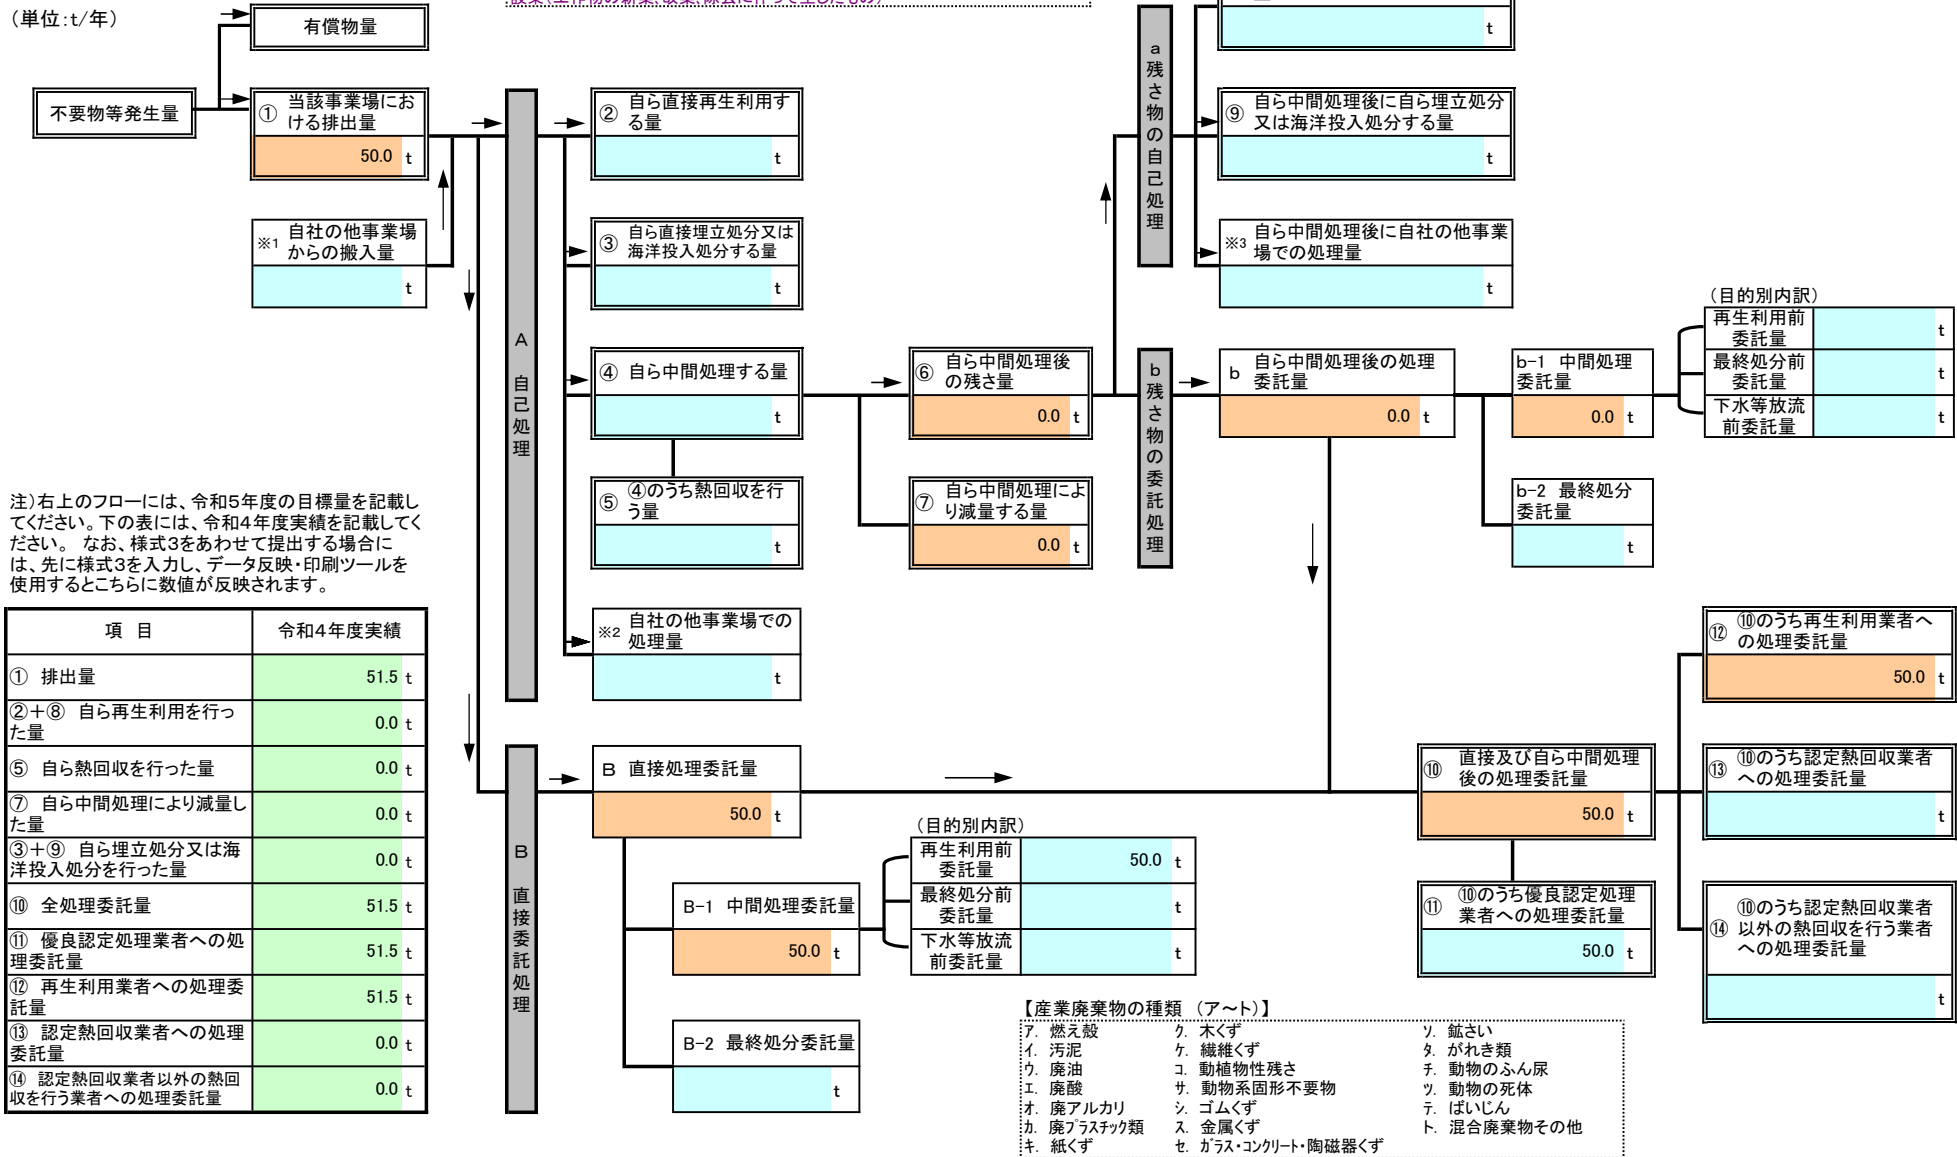 (単位:t/年)
有償物量
不要物等発生量
① 当該事業場にお
ける排出量
50.0 t
※1 自社の他事業場
からの搬入量
t
A 自己処理
② 自ら直接再生利用す
る量
t
③ 自ら直接埋立処分又は
海洋投入処分する量
t
④ 自ら中間処理する量
t
⑤ ④のうち熱回収を行
う量
t
※2 自社の他事業場での
処理量
t
⑥ 自ら中間処理後
の残さ量
0.0 t
⑦ 自ら中間処理によ
り減量する量
0.0 t
a 残さ物の自己処理
t
⑨ 自ら中間処理後に自ら埋立処分
又は海洋投入処分する量
t
※3 自ら中間処理後に自社の他事業
場での処理量
t
b 残さ物の委託処理
b 自ら中間処理後の処理
委託量
0.0 t
b-1 中間処理
委託量
0.0 t
(目的別内訳)
再生利用前
委託量
t
最終処分前
委託量
t
下水等放流
前委託量
t
b-2 最終処分
委託量
t
注)右上のフローには、令和5年度の目標量を記載し
てください。下の表には、令和4年度実績を記載してく
ださい。 なお、様式3をあわせて提出する場合に
は、先に様式3を入力し、データ反映・印刷ツールを
使用するとこちらに数値が反映されます。
項 目 令和4年度実績
① 排出量 51.5 t
②+⑧ 自ら再生利用を行っ
た量 0.0 t
⑤ 自ら熱回収を行った量 0.0 t
⑦ 自ら中間処理により減量し
た量 0.0 t
③+⑨ 自ら埋立処分又は海
洋投入処分を行った量 0.0 t
⑩ 全処理委託量 51.5 t
⑪ 優良認定処理業者への処
理委託量 51.5 t
⑫ 再生利用業者への処理委
託量 51.5 t
⑬ 認定熱回収業者への処理
委託量 0.0 t
⑭ 認定熱回収業者以外の熱回
収を行う業者への処理委託量 0.0 t
B 直接委託処理
B 直接処理委託量
50.0 t
B-1 中間処理委託量
50.0 t
(目的別内訳)
再生利用前
委託量
50.0 t
最終処分前
委託量
t
下水等放流
前委託量
t
B-2 最終処分委託量
t
⑩ 直接及び自ら中間処理
後の処理委託量
50.0 t
⑪ ⑩のうち優良認定処理
業者への処理委託量
50.0 t
⑫ ⑩のうち再生利用業者へ
の処理委託量
50.0 t
⑬ ⑩のうち認定熱回収業者
への処理委託量
t
⑭ ⑩のうち認定熱回収業者
以外の熱回収を行う業者
への処理委託量
t
【産業廃棄物の種類 (ア~ト)】
ア. 燃え殻 ク. 木くず ソ. 鉱さい
イ. 汚泥 ケ. 繊維くず タ. がれき類
ウ. 廃油 コ. 動植物性残さ チ. 動物のふん尿
エ. 廃酸 サ. 動物系固形不要物 ツ. 動物の死体
オ. 廃アルカリ シ. ゴムくず テ. ばいじん
カ. 廃プラスチック類 ス. 金属くず ト. 混合廃棄物その他
キ. 紙くず セ. ガラス・コンクリート・陶磁器くず